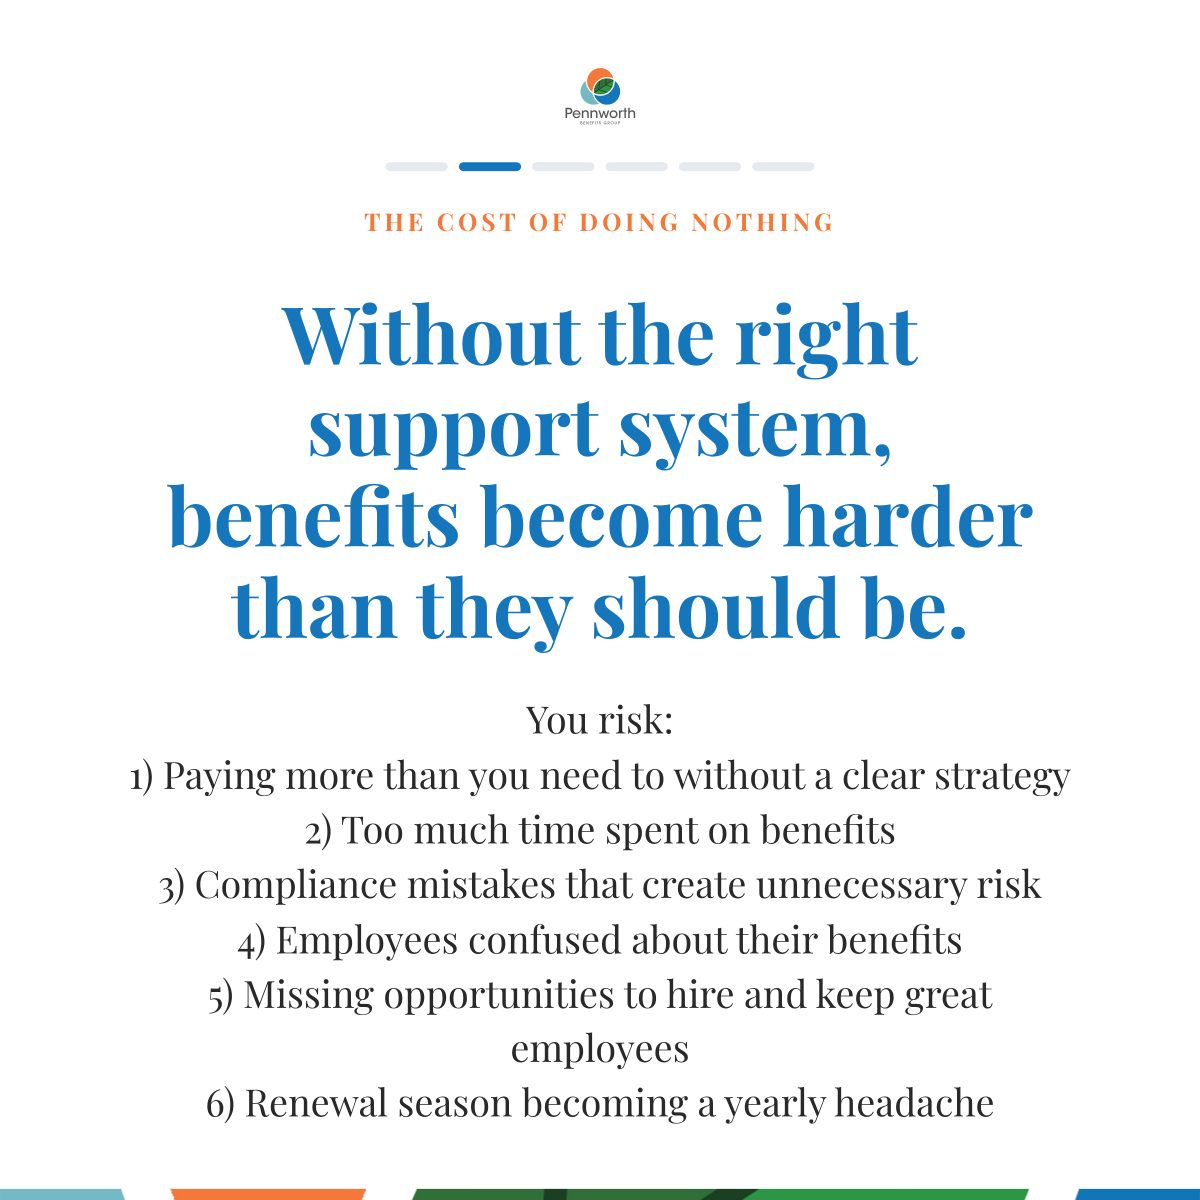 Pennworth
BENEFITS GROUP
THE COST OF DOING NOTHING
Without the right
support system,
benefits become harder
than they should be.
You risk:
1) Paying more than you need to without a clear strategy
2) Too much time spent on benefits
3) Compliance mistakes that create unnecessary risk
4) Employees confused about their benefits
5) Missing opportunities to hire and keep great
employees
6) Renewal season becoming a yearly headache